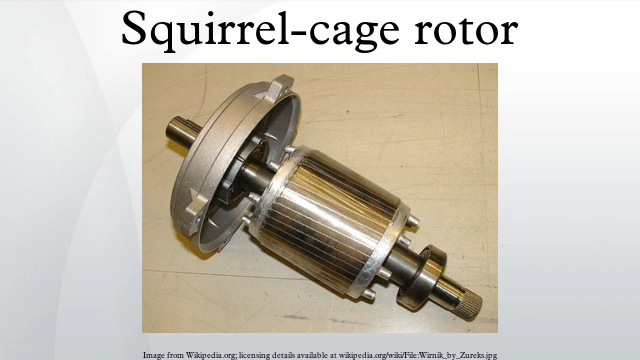 Squirrel-cage rotor
Image from Wikipedia.org; licensing details available at wikipedia.org/wiki/File:Wirnik_by_Zureks.jpg